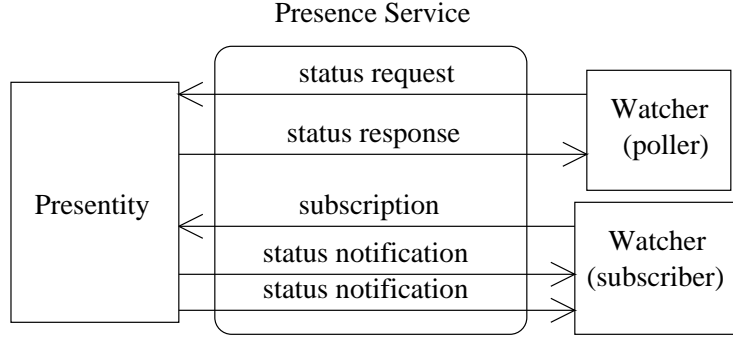 Presence Service
status request
Watcher
(poller)
status response
Presentity
subscription
Watcher
(subscriber)
status notification
status notification